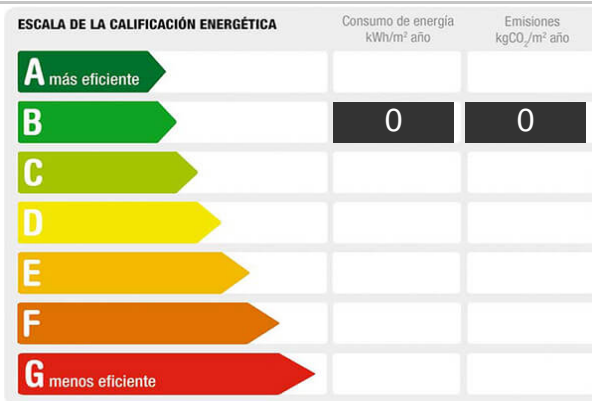 ESCALA DE LA CALIFICACIÓN ENERGÉTICA
Consumo de energía
kWh/m² año
Emisiones
kgCO₂/m² año
A más eficiente
B 0 0
C
D
E
F
G menos eficiente